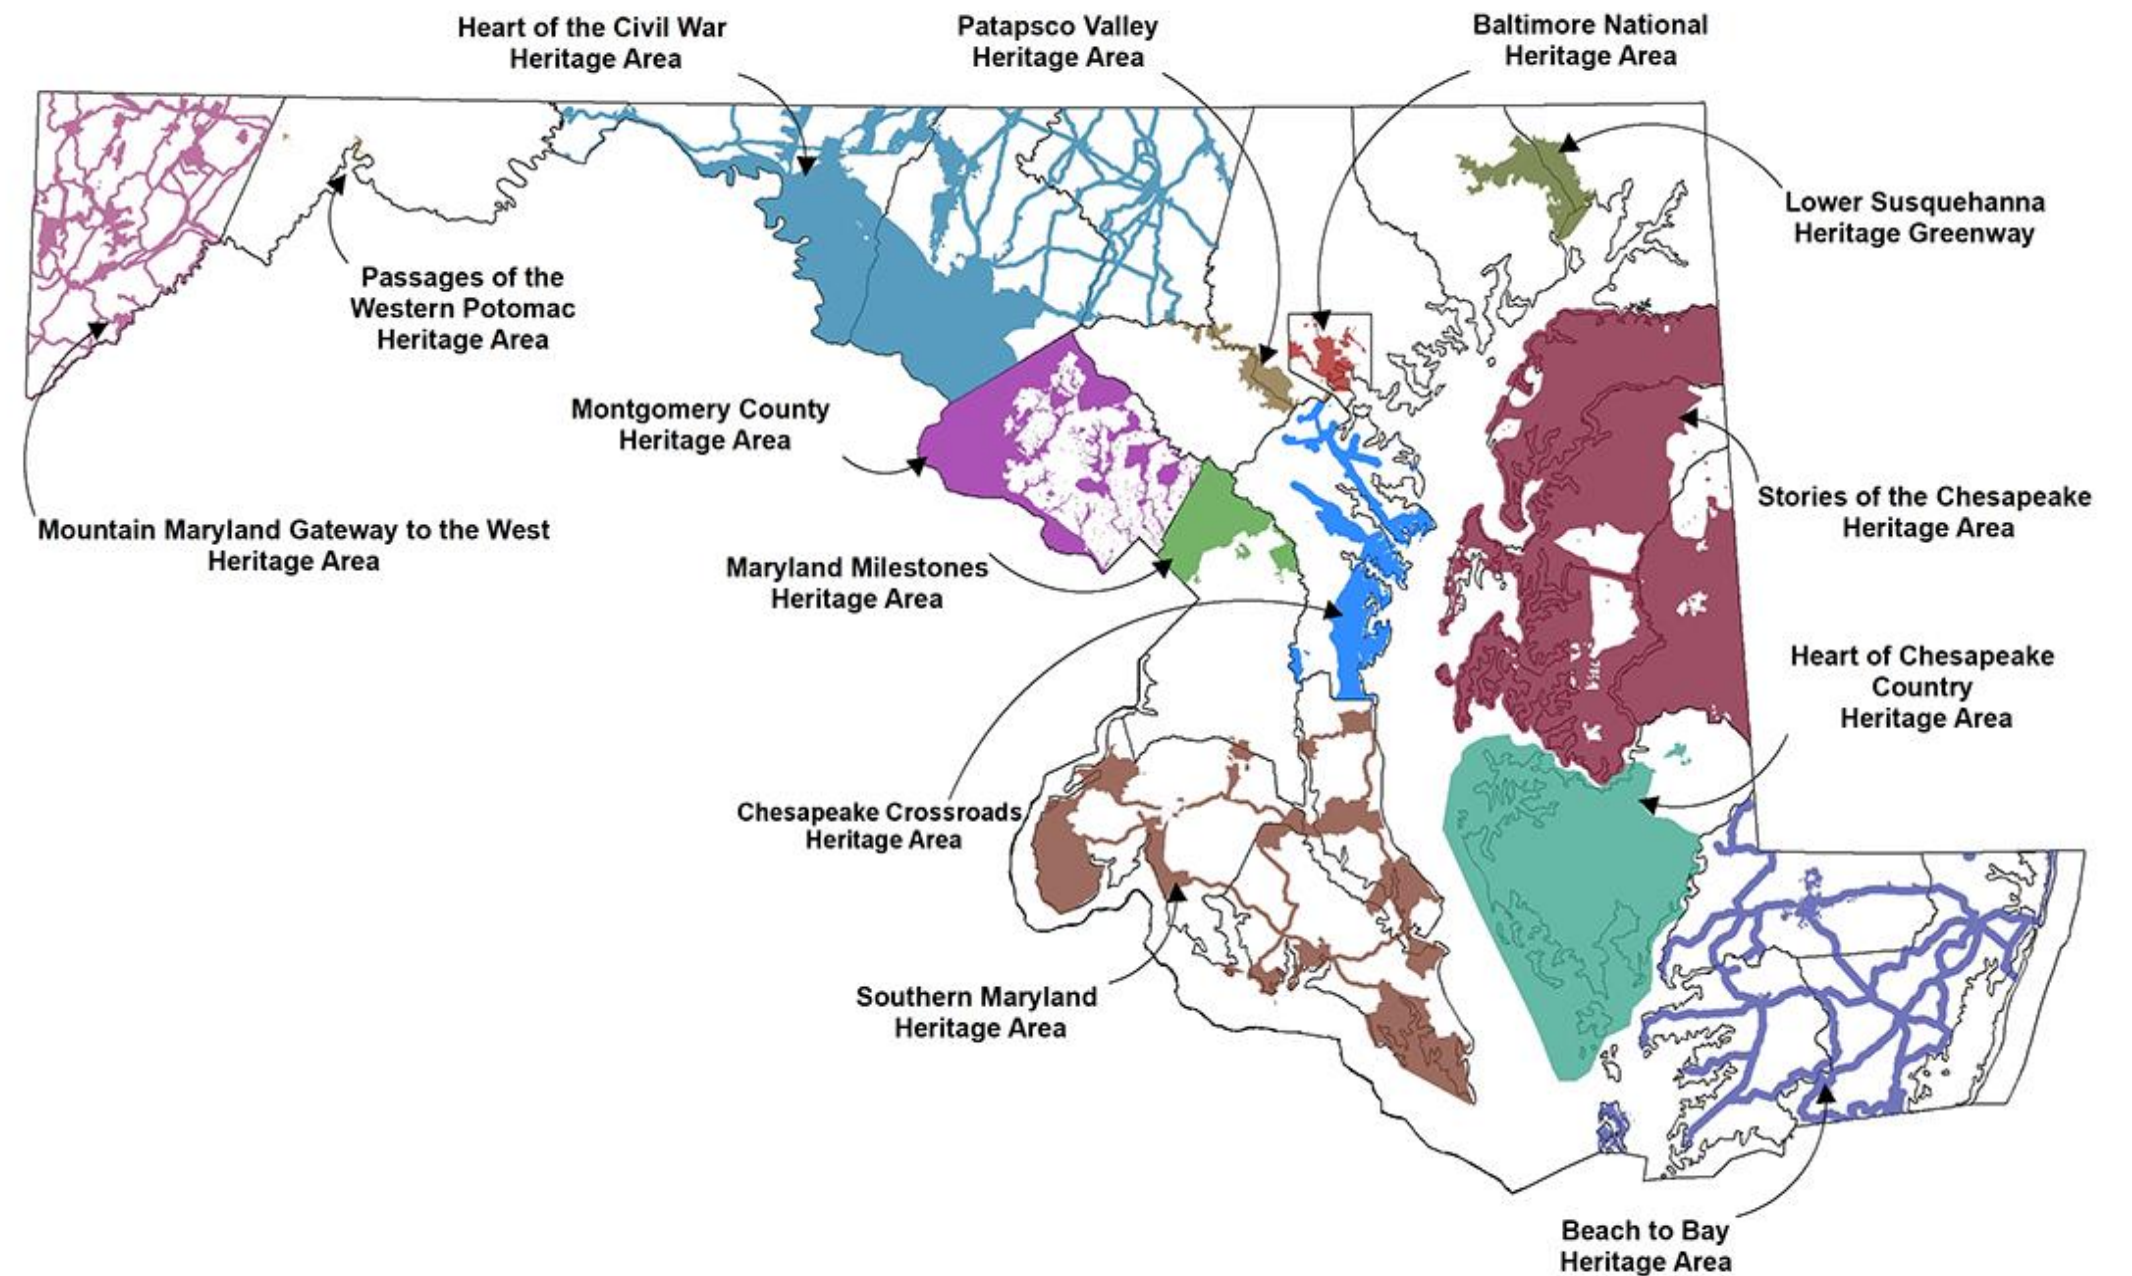 Heart of the Civil War
Heritage Area
Patapsco Valley
Heritage Area
Baltimore National
Heritage Area
Lower Susquehanna
Heritage Greenway
Passages of the
Western Potomac
Heritage Area
Montgomery County
Heritage Area
Mountain Maryland Gateway to the West
Heritage Area
Stories of the Chesapeake
Heritage Area
Maryland Milestones
Heritage Area
Heart of Chesapeake
Country
Heritage Area
Chesapeake Crossroads
Heritage Area
Southern Maryland
Heritage Area
Beach to Bay
Heritage Area